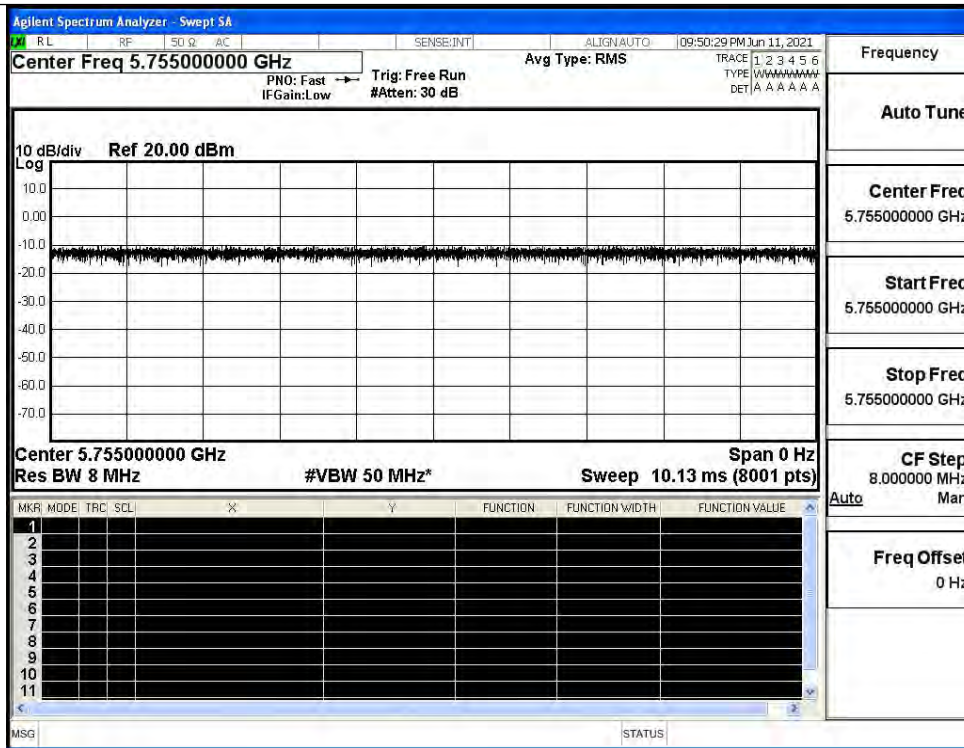 Agilent Spectrum Analyzer - Swept SA
LXI RL RF 50 Ω AC SENSE:INT ALIGNAUTO 09:50:29 PM Jun 11, 2021
Center Freq 5.755000000 GHz Avg Type: RMS TRACE 1 2 3 4 5 6
PNO: Fast Trig: Free Run TYPE WWWWWW
IFGain:Low #Atten: 30 dB DET A A A A A A
10 dB/div Ref 20.00 dBm
Log
10.0
0.00
-10.0
-20.0
-30.0
-40.0
-50.0
-60.0
-70.0
Center 5.755000000 GHz Span 0 Hz
Res BW 8 MHz #VBW 50 MHz* Sweep 10.13 ms (8001 pts)
MKR MODE TRC SCL X Y FUNCTION FUNCTION WIDTH FUNCTION VALUE
1
2
3
4
5
6
7
8
9
10
11
MSG STATUS
Frequency
Auto Tune
Center Freq
5.755000000 GHz
Start Freq
5.755000000 GHz
Stop Freq
5.755000000 GHz
CF Step
8.000000 MHz
Auto Man
Freq Offset
0 Hz